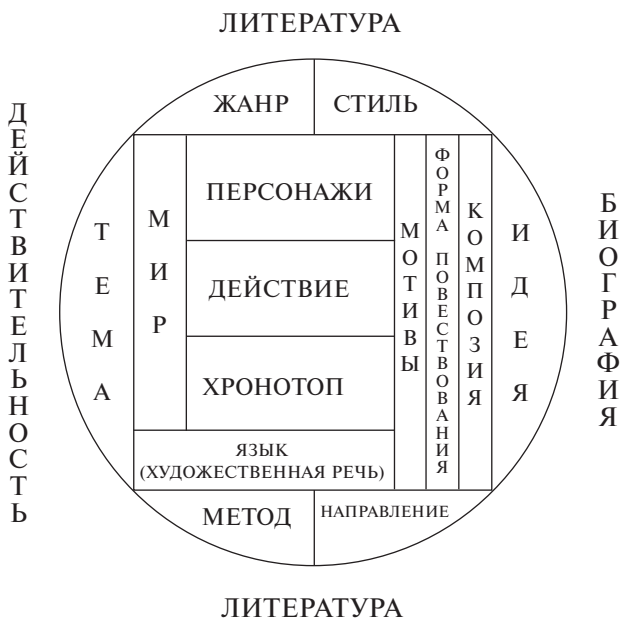 ЛИТЕРАТУРА
ЖАНР
СТИЛЬ
ДЕЙСТВИТЕЛЬНОСТЬ
ТЕМА
МИР
ПЕРСОНАЖИ
ДЕЙСТВИЕ
ХРОНОТОП
ЯЗЫК
(ХУДОЖЕСТВЕННАЯ РЕЧЬ)
МОТИВЫ
ФОРМА ПОВЕСТВОВАНИЯ
КОМПОЗИЯ
ИДЕЯ
БИОГРАФИЯ
МЕТОД
НАПРАВЛЕНИЕ
ЛИТЕРАТУРА